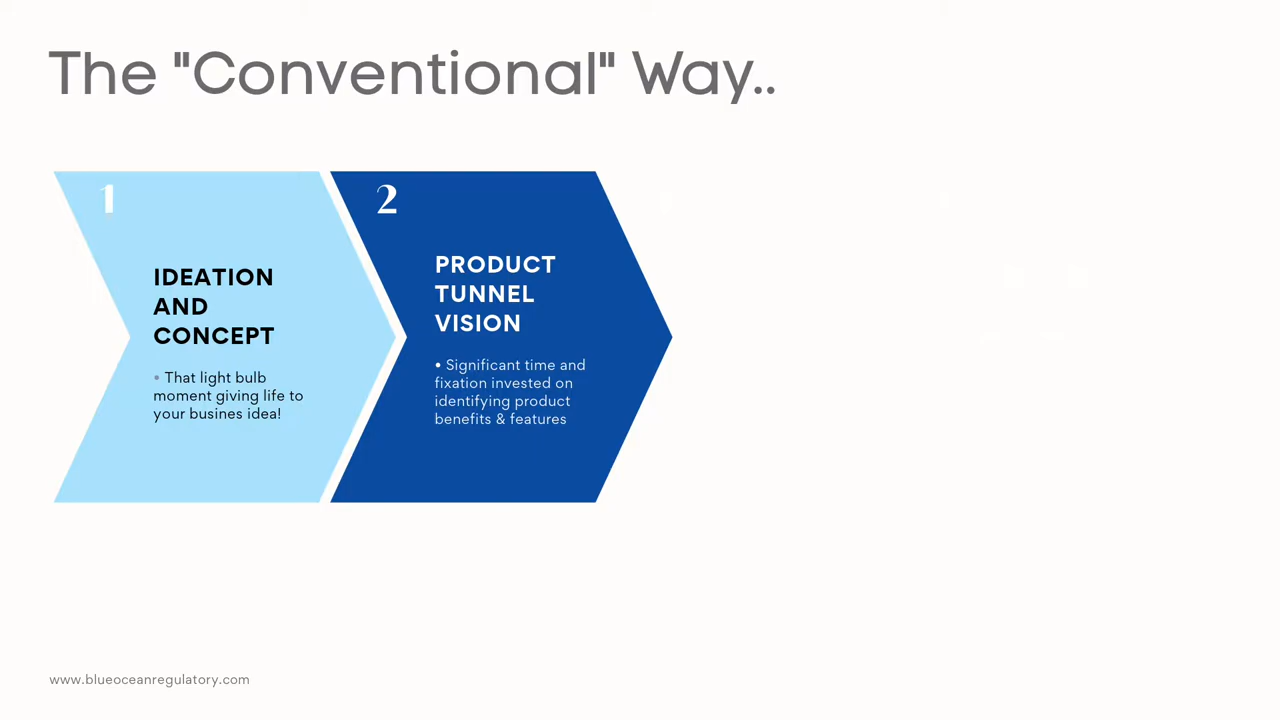 The "Conventional" Way..
1
IDEATION
AND
CONCEPT
• That light bulb
moment giving life to
your busines idea!
2
PRODUCT
TUNNEL
VISION
• Significant time and
fixation invested on
identifying product
benefits & features
www.blueoceanregulatory.com